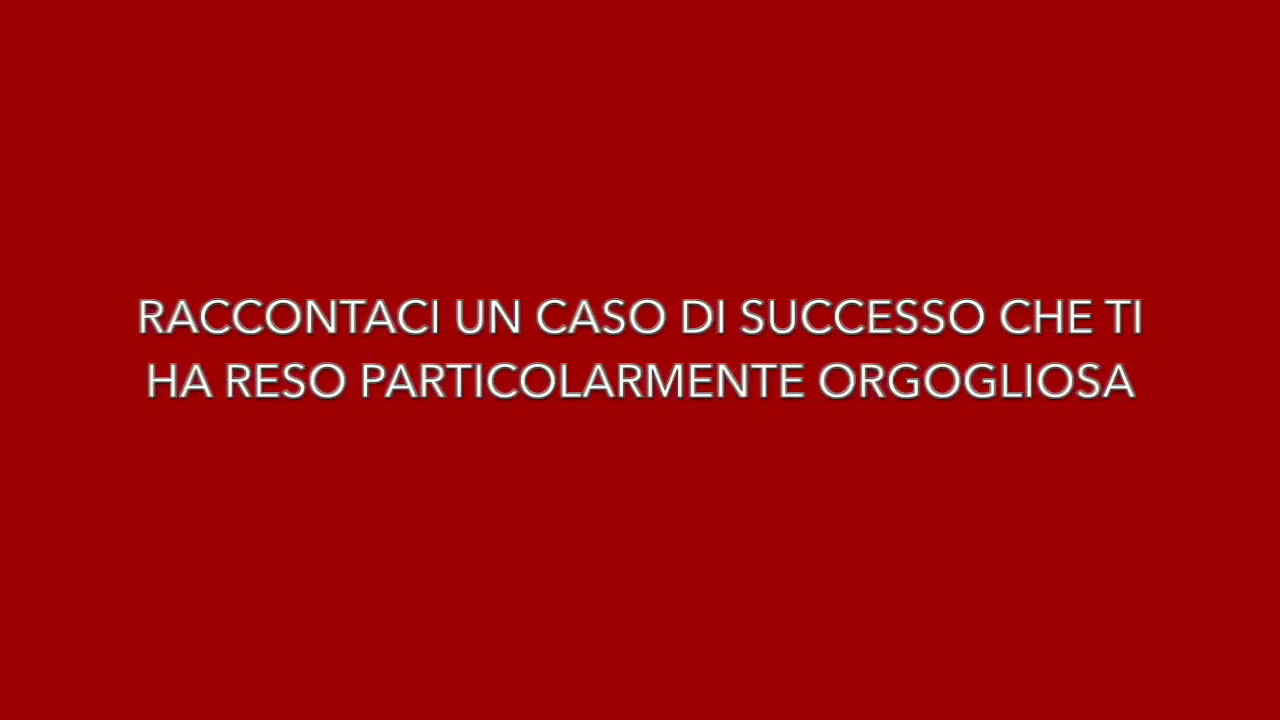 RACCONTACI UN CASO DI SUCCESSO CHE TI
HA RESO PARTICOLARMENTE ORGOGLIOSA